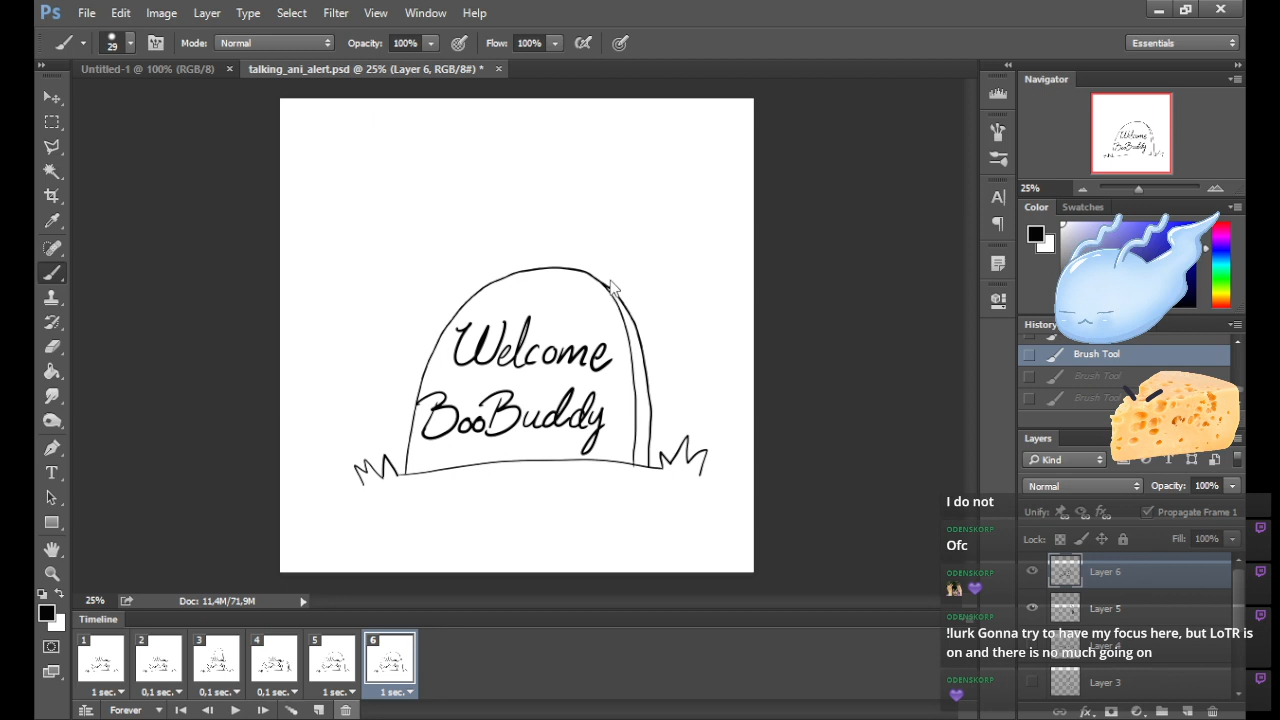 Ps File Edit Image Layer Type Select Filter View Window Help
29 Mode: Normal Opacity: 100% Flow: 100% Essentials
Untitled-1 @ 100% (RGB/8) × talking_ani_alert.psd @ 25% (Layer 6, RGB/8#) * ×
Navigator
25%
Color Swatches
Welcome
BooBuddy
History
Brush Tool
Brush Tool
Brush Tool
Layers
Kind
Normal Opacity: 100%
Unify: Propagate Frame 1
Lock: Fill: 100%
Layer 6
Layer 5
Layer 3
I do not
ODENSKORP
Ofc
ODENSKORP
ODENSKORP
!lurk Gonna try to have my focus here, but LoTR is
on and there is no much going on
ODENSKORP
25% Doc: 11,4M/71,9M
Timeline
1 2 3 4 5 6
1 sec. 0,1 sec. 0,1 sec. 0,1 sec. 1 sec. 1 sec.
Forever